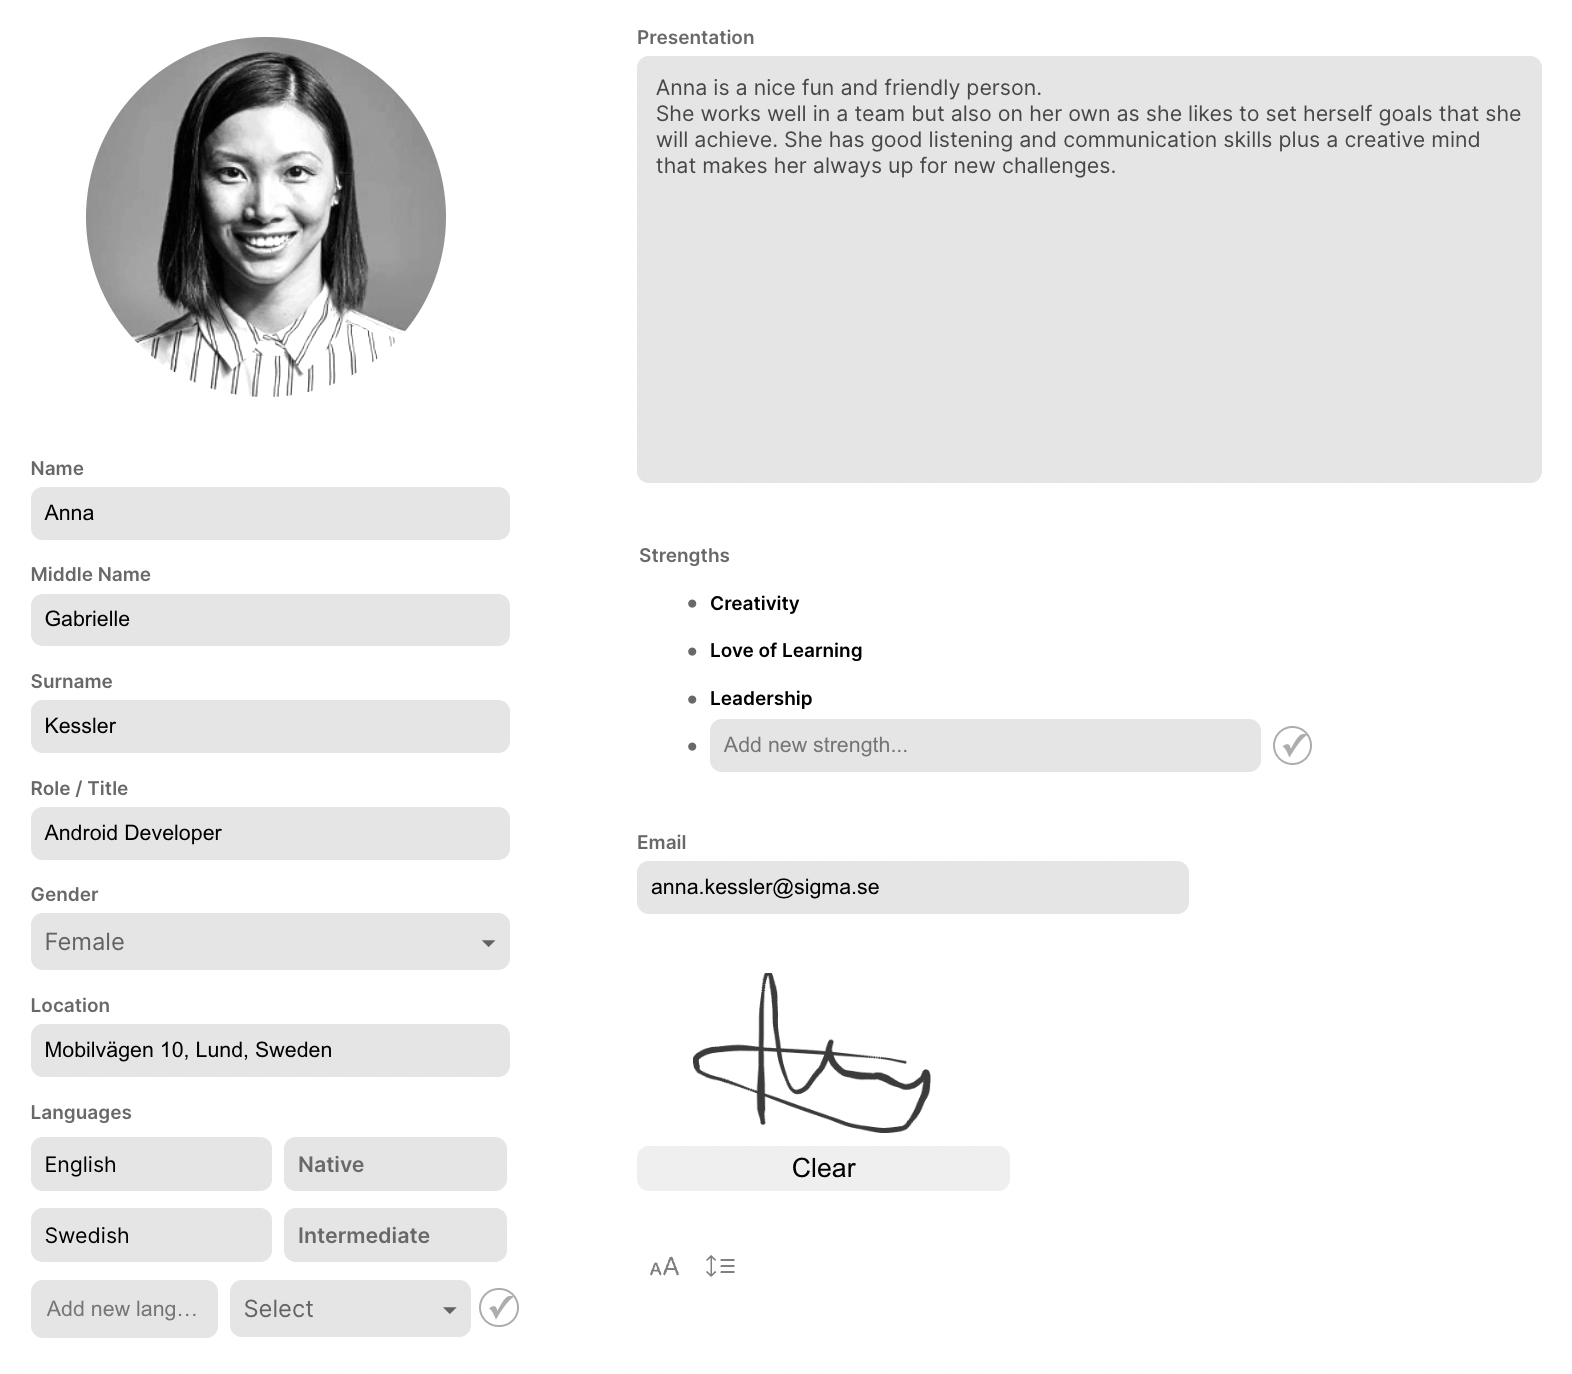 Presentation
Anna is a nice fun and friendly person.
She works well in a team but also on her own as she likes to set herself goals that she
will achieve. She has good listening and communication skills plus a creative mind
that makes her always up for new challenges.
Name
Anna
Middle Name
Gabrielle
Surname
Kessler
Role / Title
Android Developer
Gender
Female
Location
Mobilvägen 10, Lund, Sweden
Languages
English Native
Swedish Intermediate
Add new lang... Select
Strengths
• Creativity
• Love of Learning
• Leadership
• Add new strength...
Email
anna.kessler@sigma.se
Clear
AA